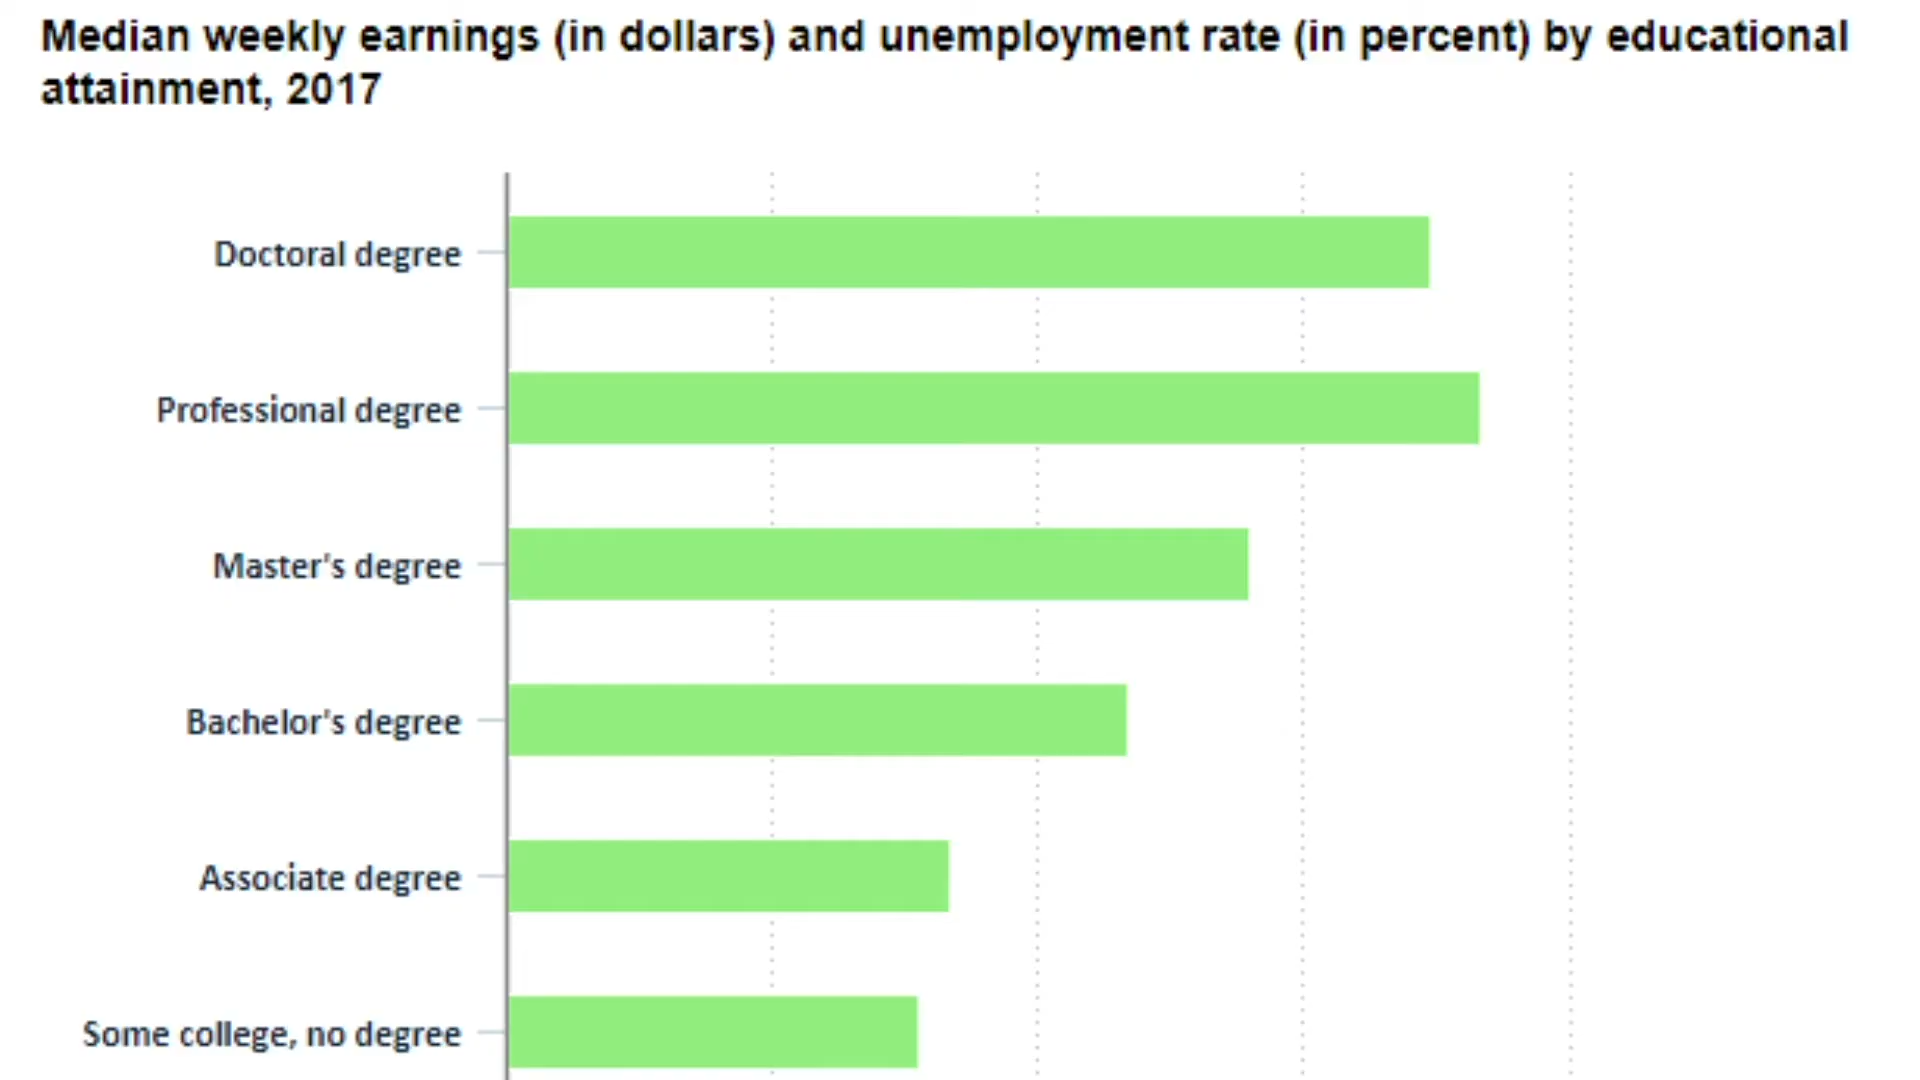 Median weekly earnings (in dollars) and unemployment rate (in percent) by educational
attainment, 2017
Doctoral degree
Professional degree
Master's degree
Bachelor's degree
Associate degree
Some college, no degree